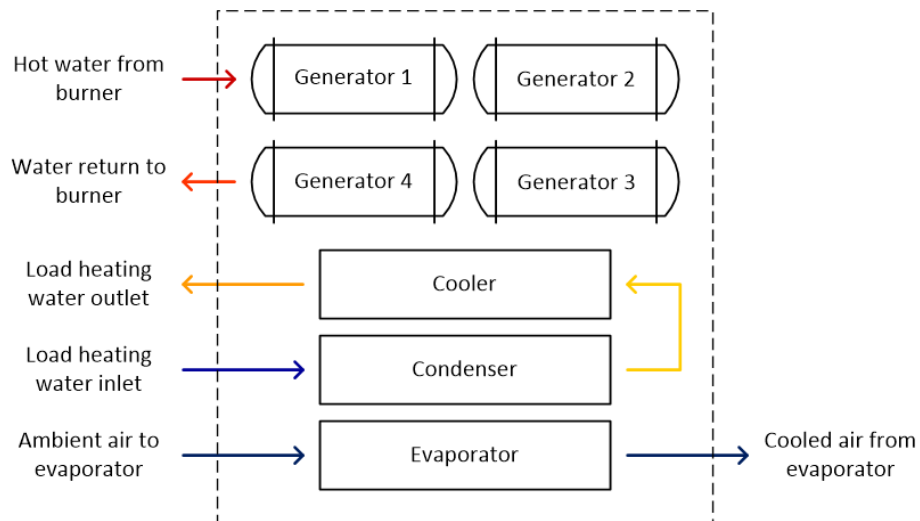 Hot water from
burner
Generator 1
Generator 2
Water return to
burner
Generator 4
Generator 3
Load heating
water outlet
Cooler
Load heating
water inlet
Condenser
Ambient air to
evaporator
Evaporator
Cooled air from
evaporator